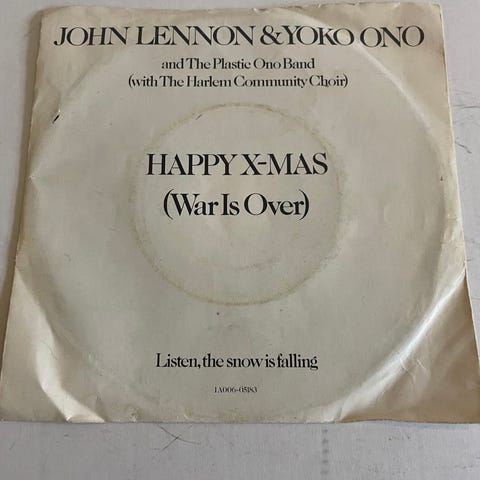 JOHN LENNON & YOKO ONO
and The Plastic Ono Band
(with The Harlem Community Choir)
HAPPY X-MAS
(War Is Over)
Listen, the snow is falling
1A006-05183